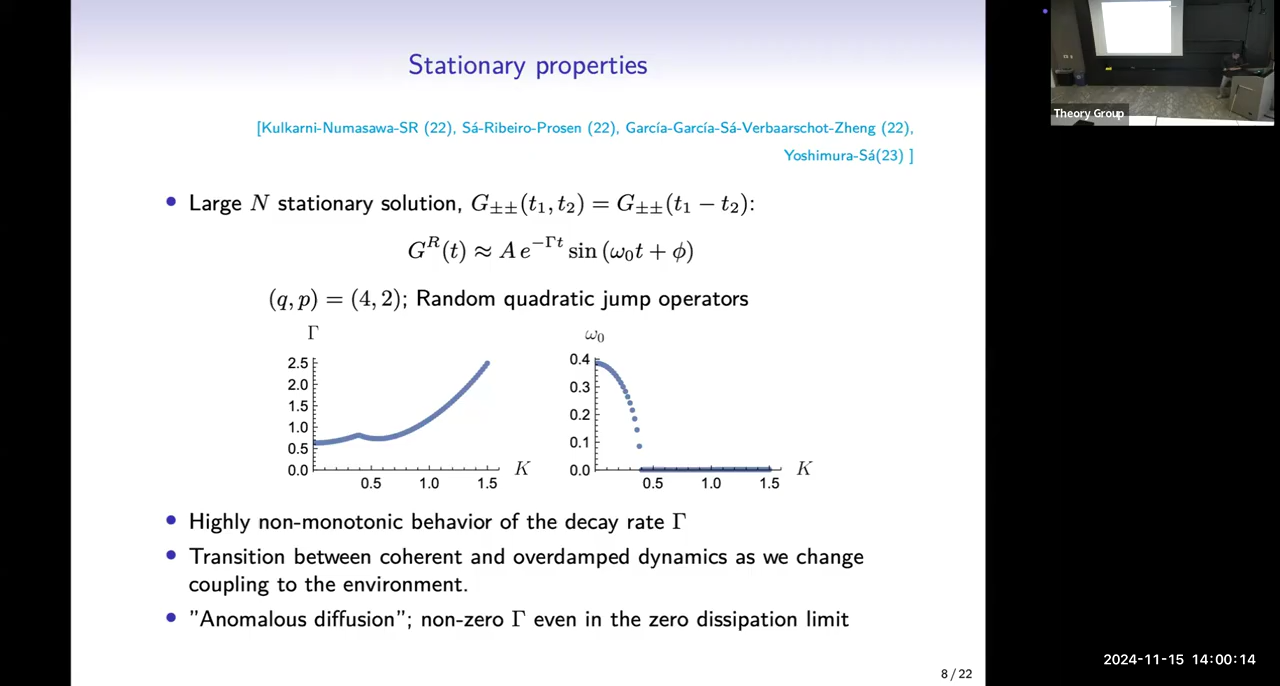 Stationary properties
[Kulkarni-Numasawa-SR (22), Sá-Ribeiro-Prosen (22), García-García-Sá-Verbaarschot-Zheng (22),
Yoshimura-Sá(23) ]
• Large N stationary solution, G±±(t₁, t₂) = G±±(t₁ − t₂):
Gᴿ(t) ≈ A e^{−Γt} sin (ω₀t + ϕ)
(q, p) = (4, 2); Random quadratic jump operators
Γ
2.5
2.0
1.5
1.0
0.5
0.0
0.5 1.0 1.5 K
ω₀
0.4
0.3
0.2
0.1
0.0
0.5 1.0 1.5 K
• Highly non-monotonic behavior of the decay rate Γ
• Transition between coherent and overdamped dynamics as we change
coupling to the environment.
• ”Anomalous diffusion”; non-zero Γ even in the zero dissipation limit
8 / 22
Theory Group
2024-11-15 14:00:14